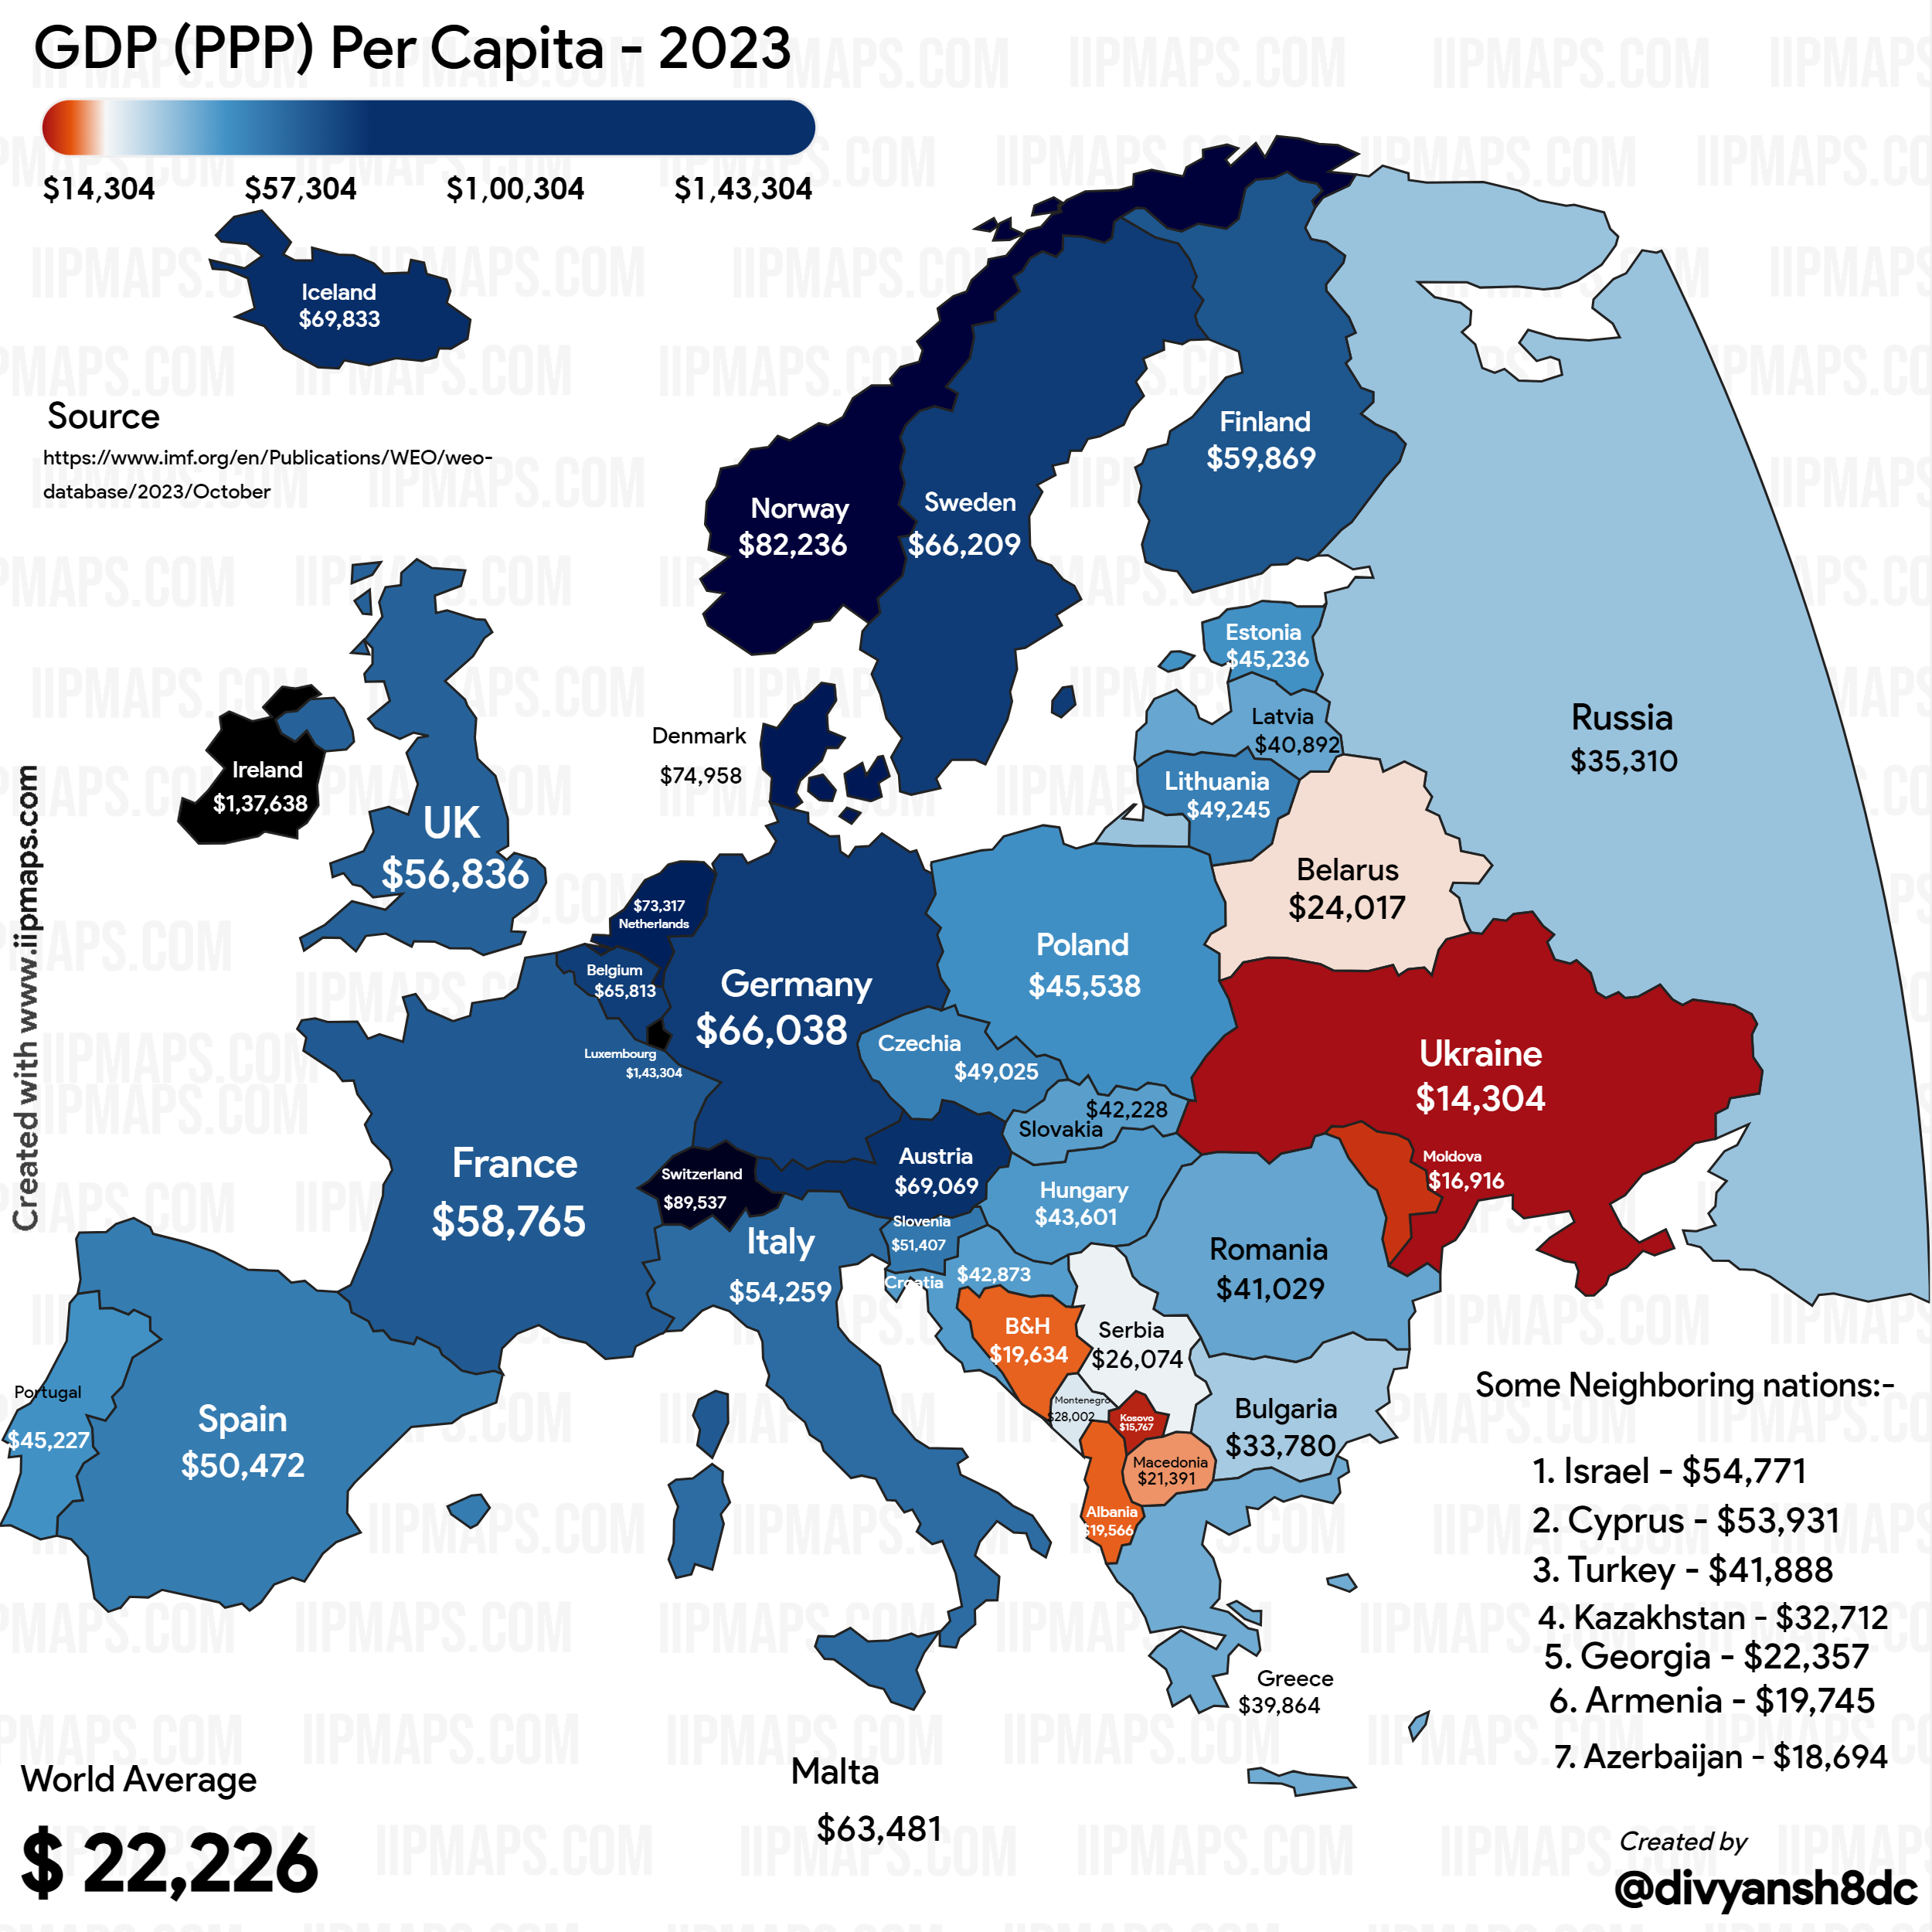 GDP (PPP) Per Capita - 2023
$14,304
$57,304
$1,00,304
$1,43,304
Iceland
$69,833
Source
https://www.imf.org/en/Publications/WEO/weo-
database/2023/October
Norway
$82,236
Sweden
$66,209
Finland
$59,869
Estonia
$45,236
Latvia
$40,892
Lithuania
$49,245
Russia
$35,310
Denmark
$74,958
Ireland
$1,37,638
UK
$56,836
Belarus
$24,017
$73,317
Netherlands
Belgium
$65,813
Luxembourg
$1,43,304
Germany
$66,038
Poland
$45,538
Czechia
$49,025
Ukraine
$14,304
$42,228
Slovakia
Moldova
$16,916
France
$58,765
Switzerland
$89,537
Austria
$69,069
Hungary
$43,601
Slovenia
$51,407
Italy
$54,259
Croatia
$42,873
Romania
$41,029
B&H
$19,634
Serbia
$26,074
Montenegro
$28,002
Kosovo
$15,767
Bulgaria
$33,780
Macedonia
$21,391
Albania
$19,566
Portugal
$45,227
Spain
$50,472
Greece
$39,864
Malta
$63,481
Some Neighboring nations:-
1. Israel - $54,771
2. Cyprus - $53,931
3. Turkey - $41,888
4. Kazakhstan - $32,712
5. Georgia - $22,357
6. Armenia - $19,745
7. Azerbaijan - $18,694
World Average
$ 22,226
Created by
@divyansh8dc
Created with www.iipmaps.com
IIPMAPS.COM